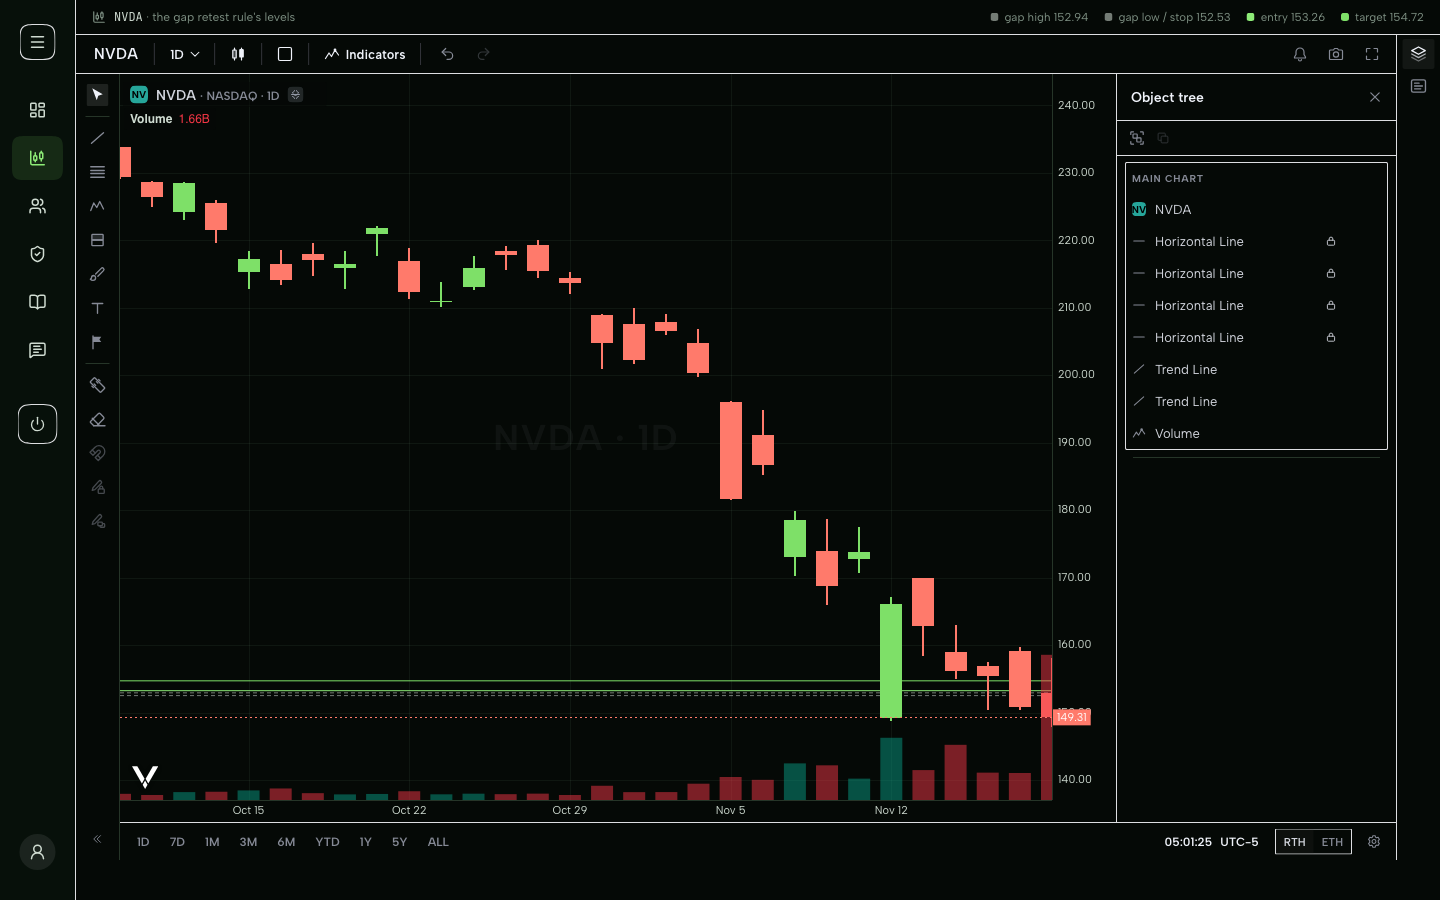 NVDA · the gap retest rule's levels
gap high 152.94
gap low / stop 152.53
entry 153.26
target 154.72
NVDA
1D
Indicators
NV NVDA · NASDAQ · 1D
Volume 1.66B
NVDA · 1D
240.00
230.00
220.00
210.00
200.00
190.00
180.00
170.00
160.00
149.31
140.00
Oct 15
Oct 22
Oct 29
Nov 5
Nov 12
1D
7D
1M
3M
6M
YTD
1Y
5Y
ALL
05:01:25 UTC-5
RTH
ETH
Object tree
MAIN CHART
NV NVDA
Horizontal Line
Horizontal Line
Horizontal Line
Horizontal Line
Trend Line
Trend Line
Volume